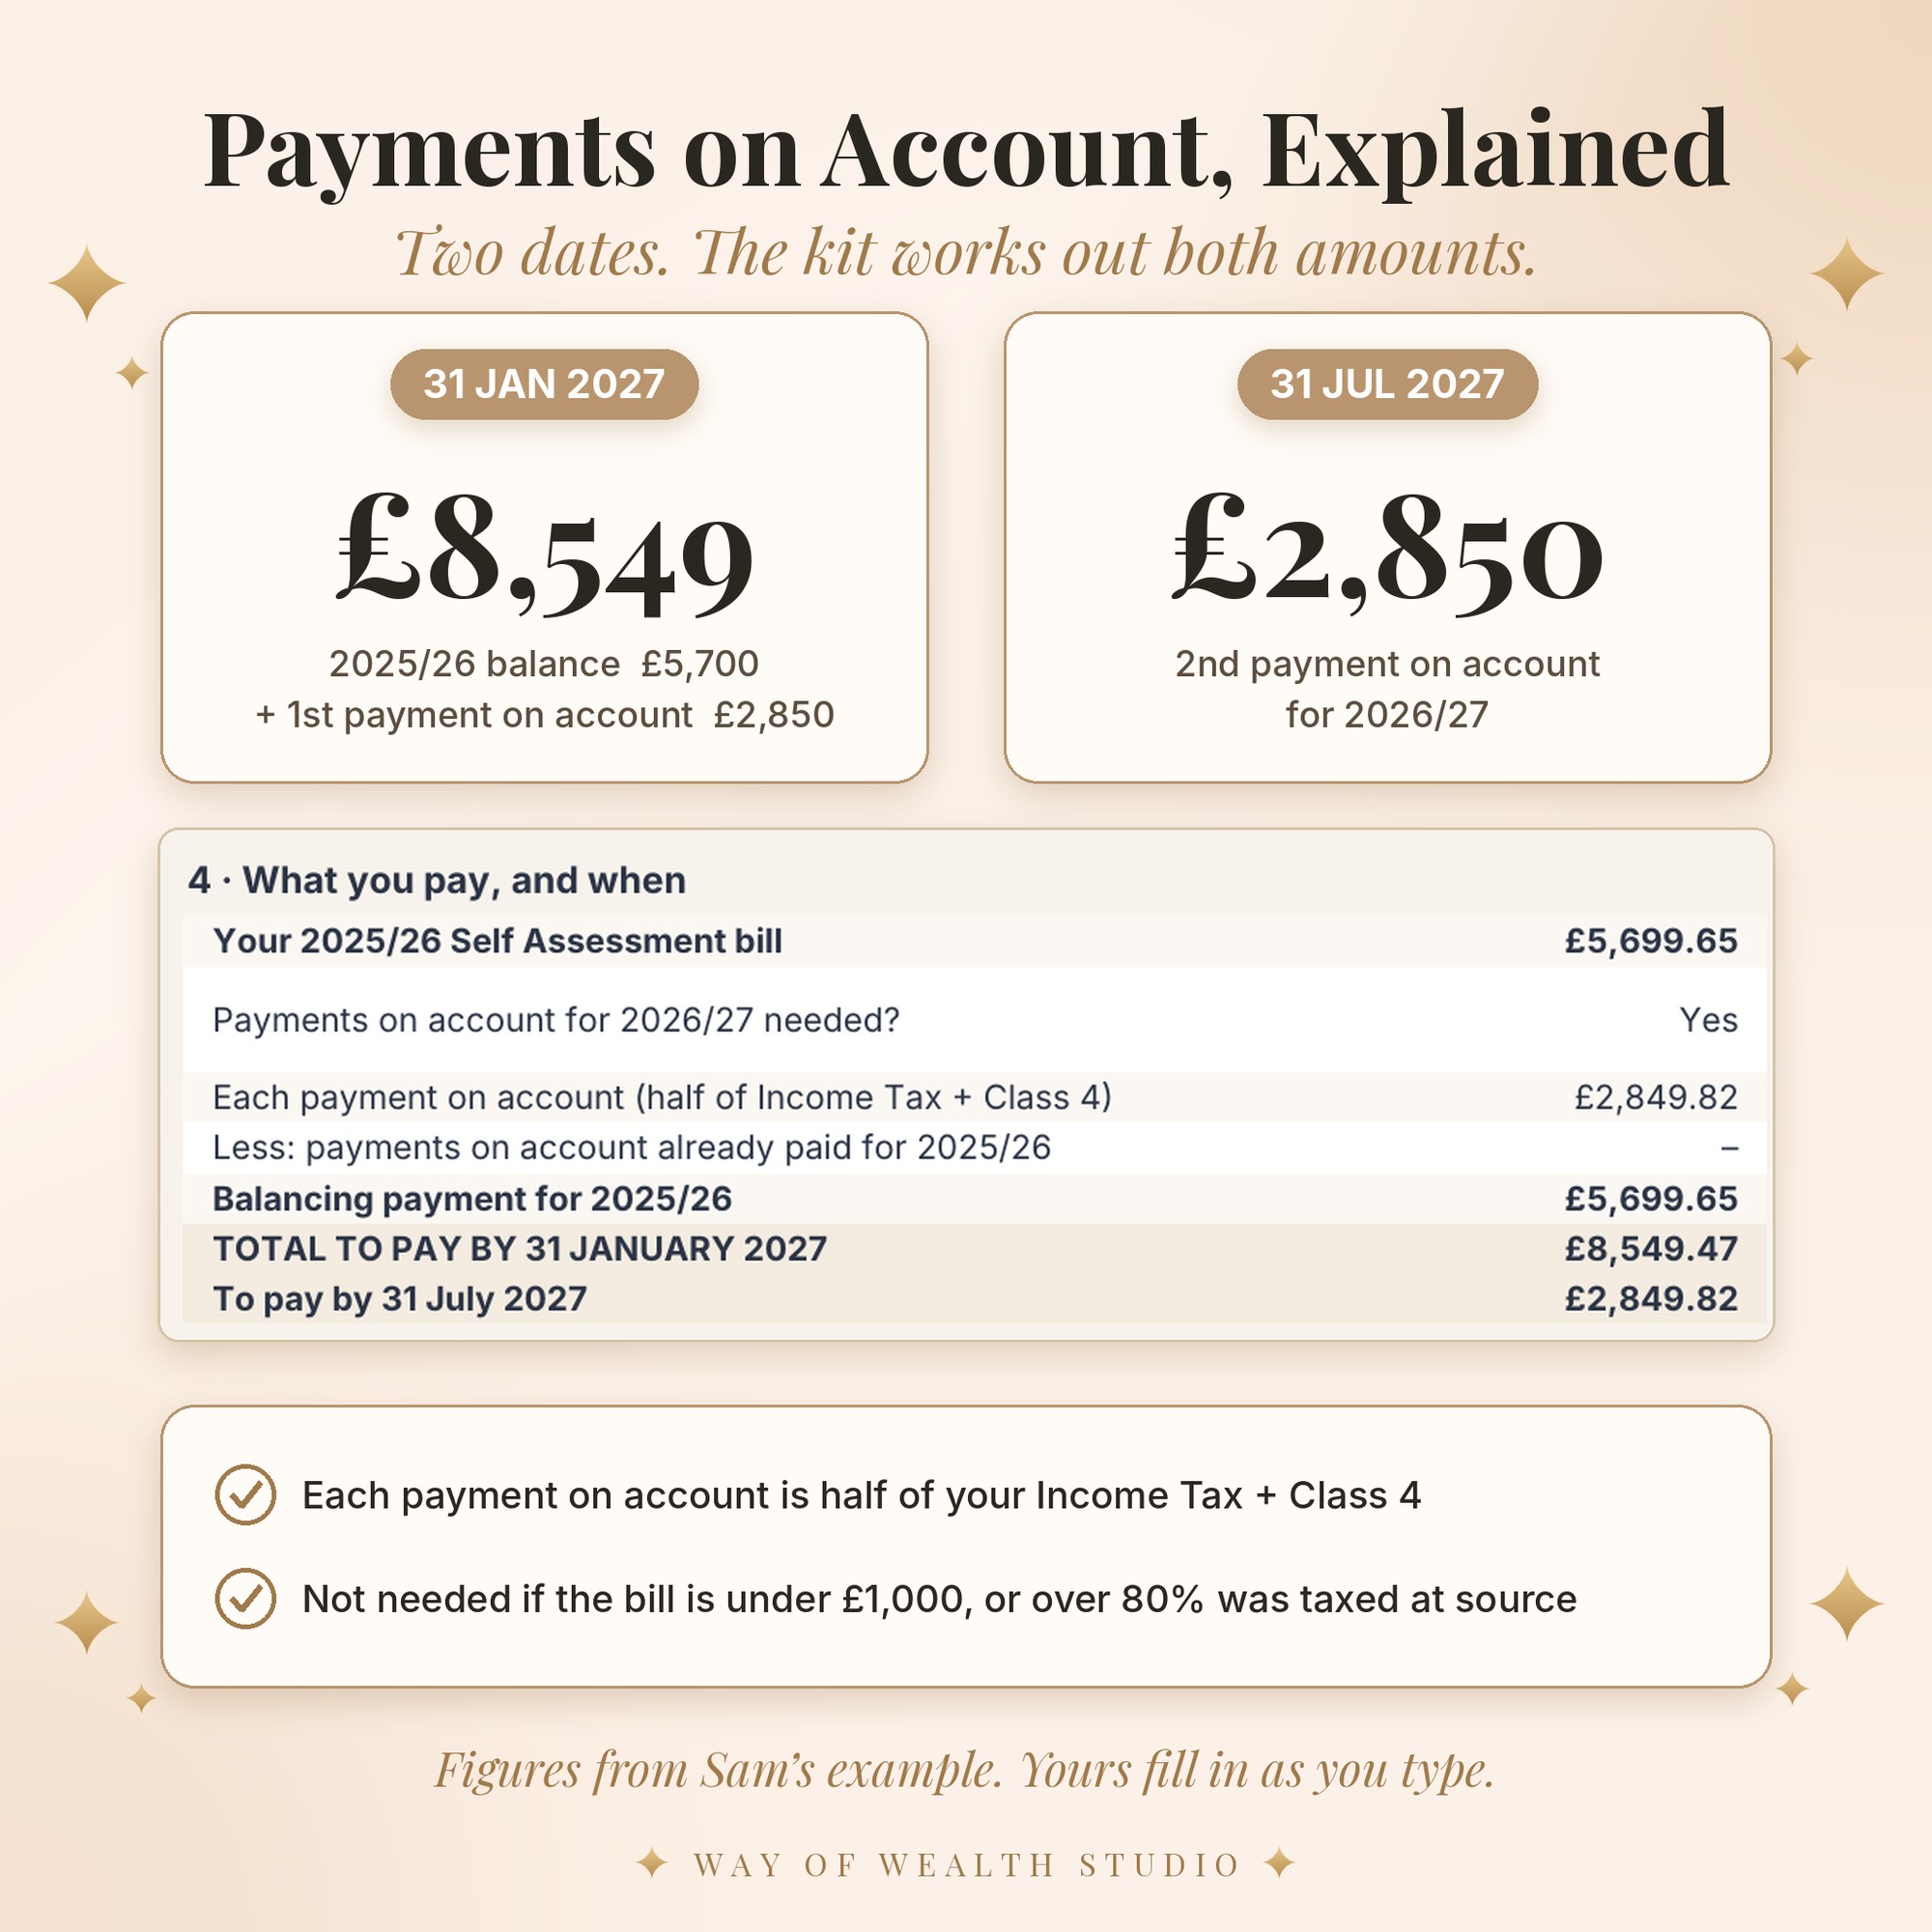 Payments on Account, Explained
Two dates. The kit works out both amounts.
31 JAN 2027
£8,549
2025/26 balance £5,700
+ 1st payment on account £2,850
31 JUL 2027
£2,850
2nd payment on account
for 2026/27
4 · What you pay, and when
Your 2025/26 Self Assessment bill £5,699.65
Payments on account for 2026/27 needed? Yes
Each payment on account (half of Income Tax + Class 4) £2,849.82
Less: payments on account already paid for 2025/26 –
Balancing payment for 2025/26 £5,699.65
TOTAL TO PAY BY 31 JANUARY 2027 £8,549.47
To pay by 31 July 2027 £2,849.82
Each payment on account is half of your Income Tax + Class 4
Not needed if the bill is under £1,000, or over 80% was taxed at source
Figures from Sam’s example. Yours fill in as you type.
WAY OF WEALTH STUDIO